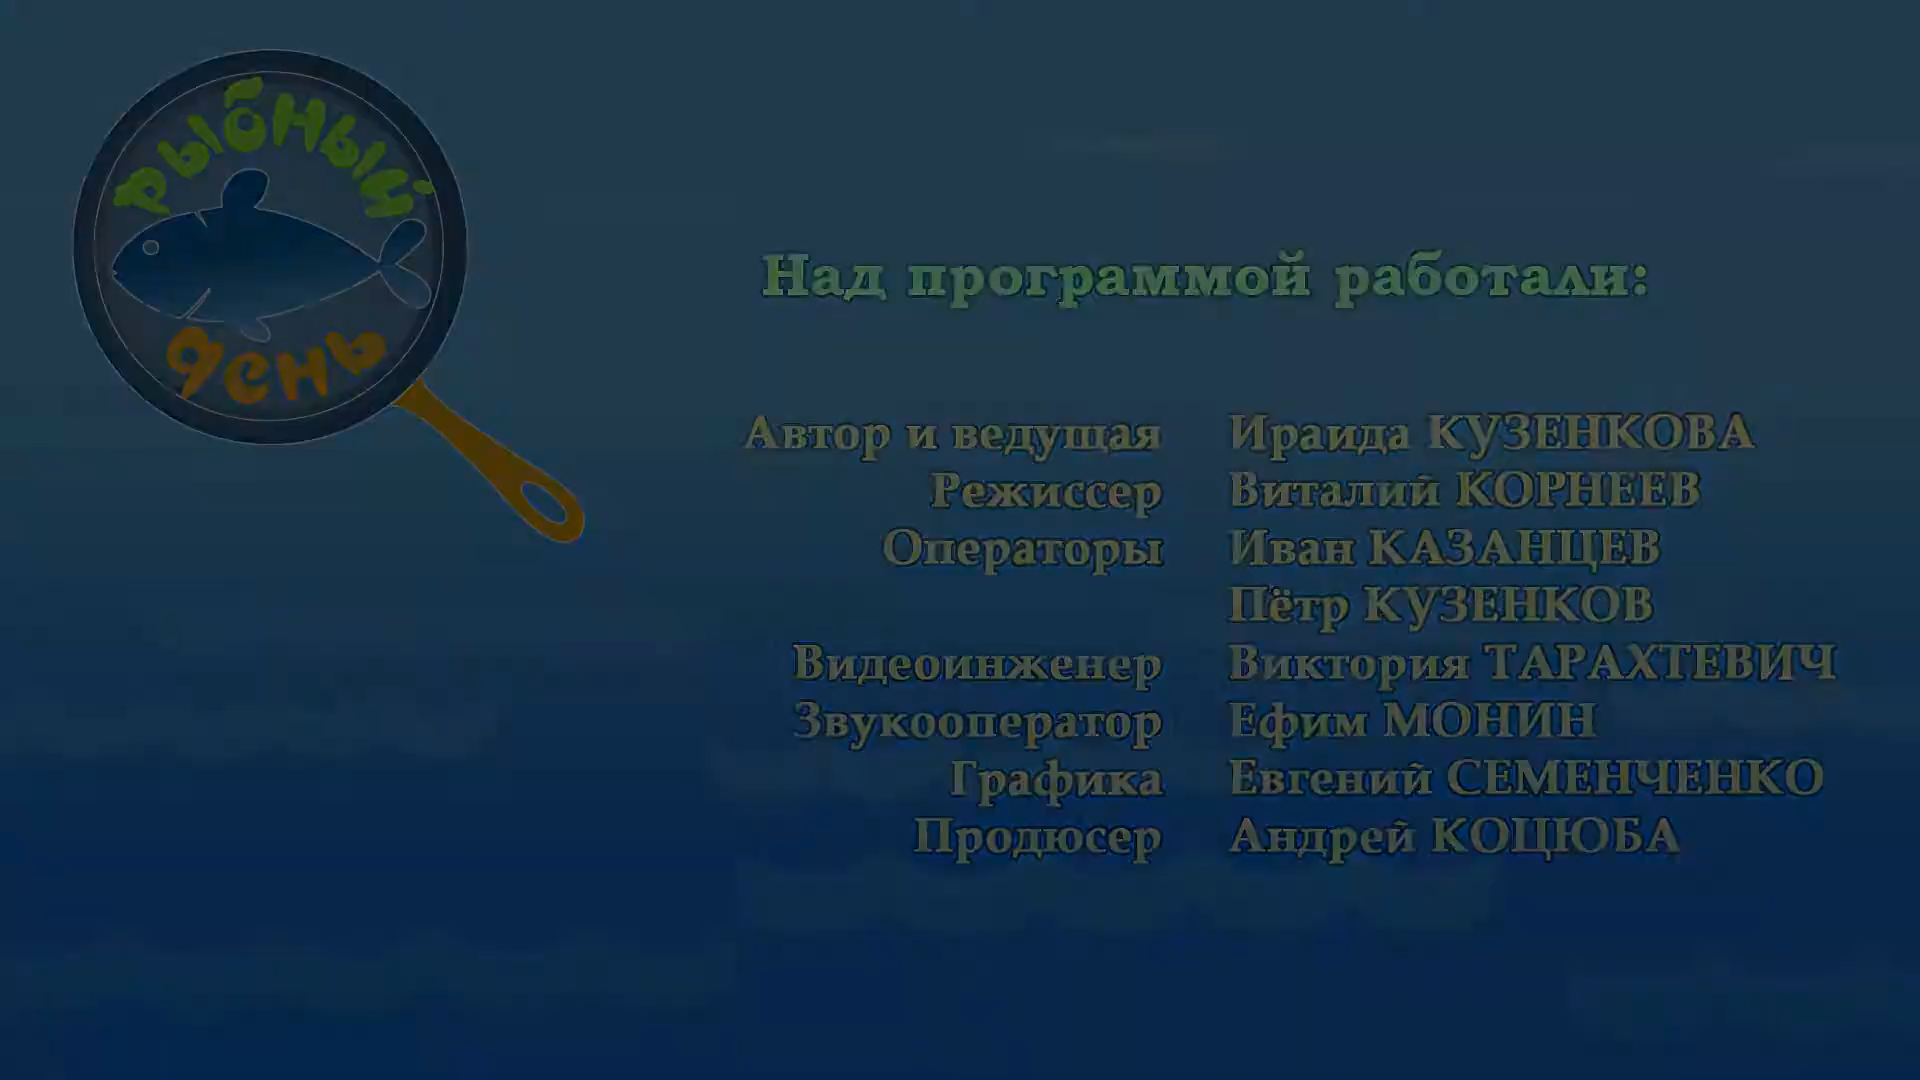 рыбный
день
Над программой работали:
Автор и ведущая Ираида КУЗЕНКОВА
Режиссер Виталий КОРНЕЕВ
Операторы Иван КАЗАНЦЕВ
Пётр КУЗЕНКОВ
Видеоинженер Виктория ТАРАХТЕВИЧ
Звукооператор Ефим МОНИН
Графика Евгений СЕМЕНЧЕНКО
Продюсер Андрей КОЦЮБА